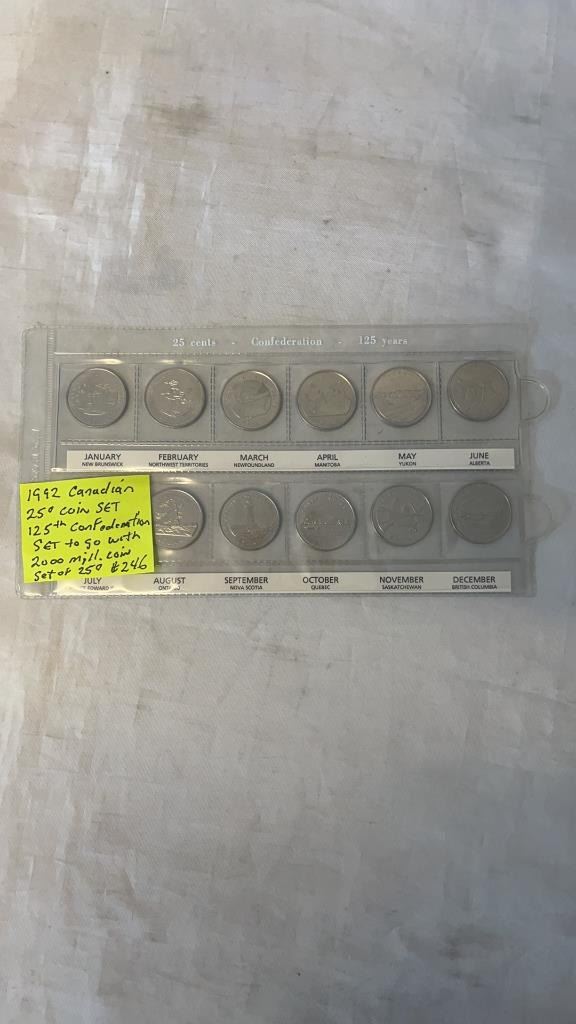 25 cents - Confederation - 125 years
JANUARY FEBRUARY MARCH APRIL MAY JUNE
NEW BRUNSWICK NORTHWEST TERRITORIES NEWFOUNDLAND MANITOBA YUKON ALBERTA
1992 Canadian
25¢ COIN SET
125th Confederation
SET to go with
2000 mill. coin
Set of 25¢ #246
JULY AUGUST SEPTEMBER OCTOBER NOVEMBER DECEMBER
EDWARD ONTARIO NOVA SCOTIA QUEBEC SASKATCHEWAN BRITISH COLUMBIA